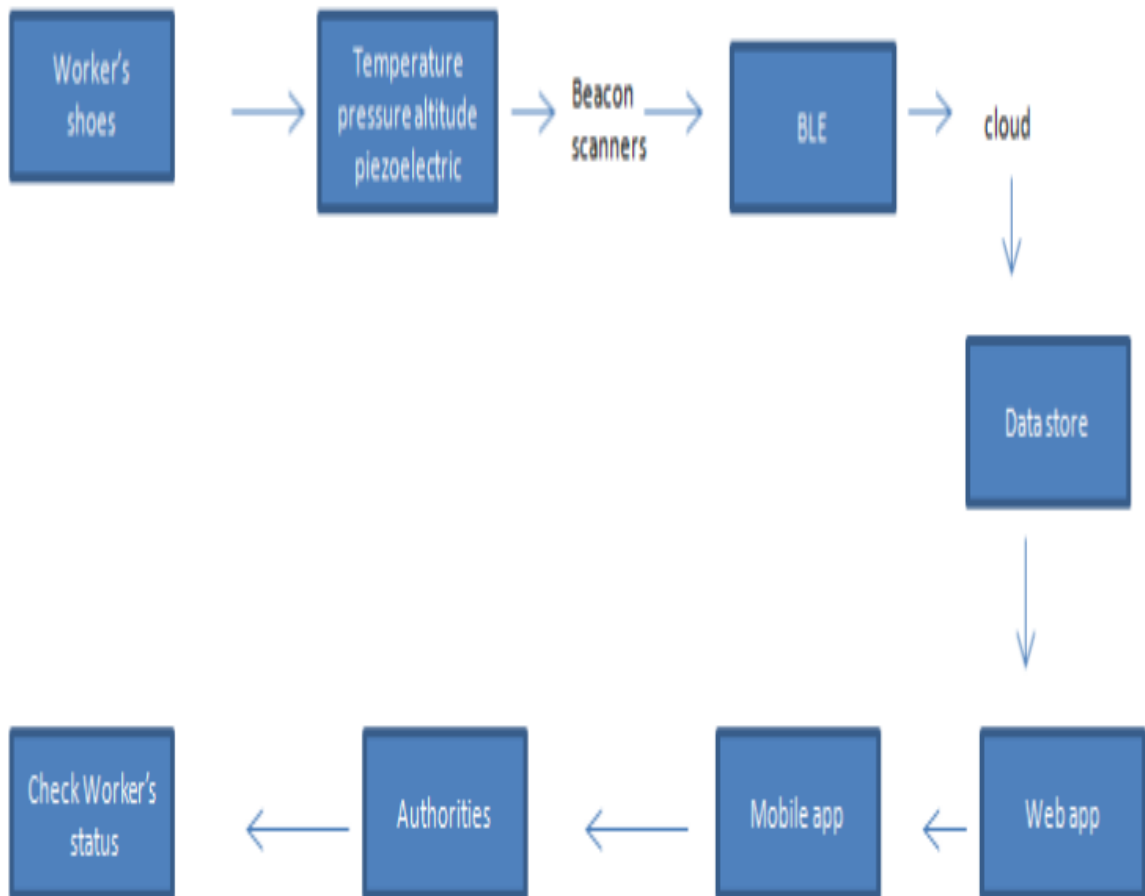 Worker's
shoes
Temperature
pressure altitude
piezoelectric
Beacon
scanners
BLE
cloud
Data store
Web app
Mobile app
Authorities
Check Worker's
status